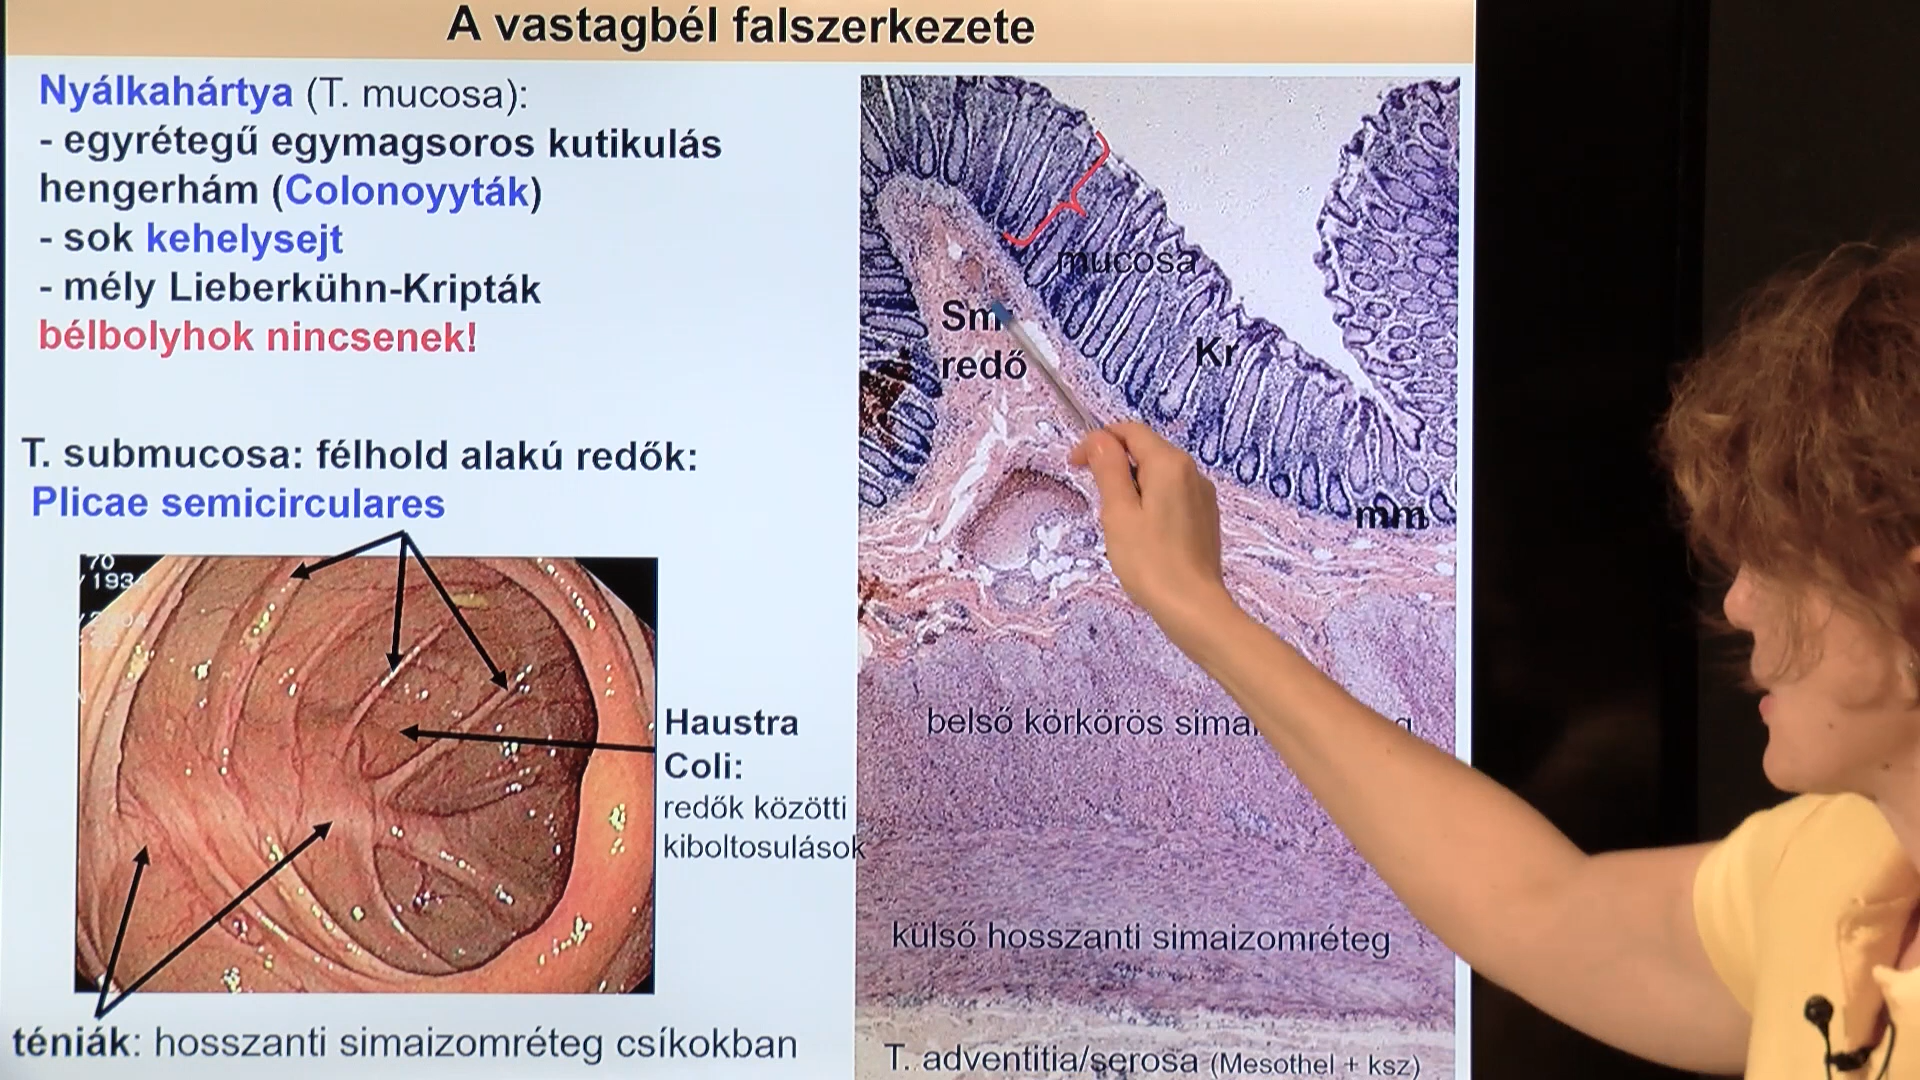 A vastagbél falszerkezete
Nyálkahártya (T. mucosa):
- egyrétegű egymagsoros kutikulás
hengerhám (Colonoyyták)
- sok kehelysejt
- mély Lieberkühn-Kripták
bélbolyhok nincsenek!
T. submucosa: félhold alakú redők:
Plicae semicirculares
70
Haustra
Coli:
redők közötti
kiboltosulások
téniák: hosszanti simaizomréteg csíkokban
mucosa
Sm
redő
Kr
mm
belső körkörös
külső hosszanti simaizomréteg
T. adventitia/serosa (Mesothel + ksz)